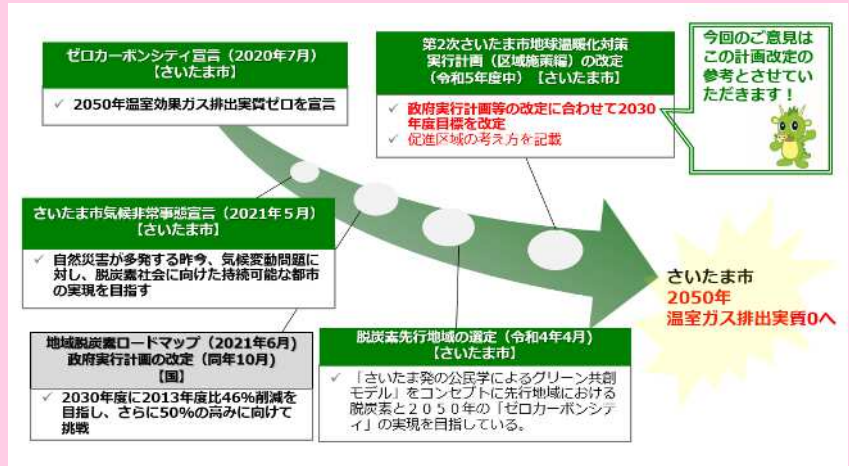 ゼロカーボンシティ宣言（2020年7月）
【さいたま市】
✓ 2050年温室効果ガス排出実質ゼロを宣言
第2次さいたま市地球温暖化対策
実行計画（区域施策編）の改定
（令和5年度中）【さいたま市】
✓ 政府実行計画等の改定に合わせて2030
年度目標を改定
✓ 促進区域の考え方を記載
今回のご意見は
この計画改定の
参考とさせてい
ただきます！
さいたま市気候非常事態宣言（2021年５月）
【さいたま市】
✓ 自然災害が多発する昨今、気候変動問題に
対し、脱炭素社会に向けた持続可能な都市
の実現を目指す
地域脱炭素ロードマップ（2021年6月）
政府実行計画の改定（同年10月）
【国】
✓ 2030年度に2013年度比46%削減を
目指し、さらに50%の高みに向けて
挑戦
脱炭素先行地域の選定（令和4年4月）
【さいたま市】
✓ 「さいたま発の公民学によるグリーン共創
モデル」をコンセプトに先行地域における
脱炭素と２０５０年の「ゼロカーボンシテ
ィ」の実現を目指している。
さいたま市
2050年
温室ガス排出実質0へ